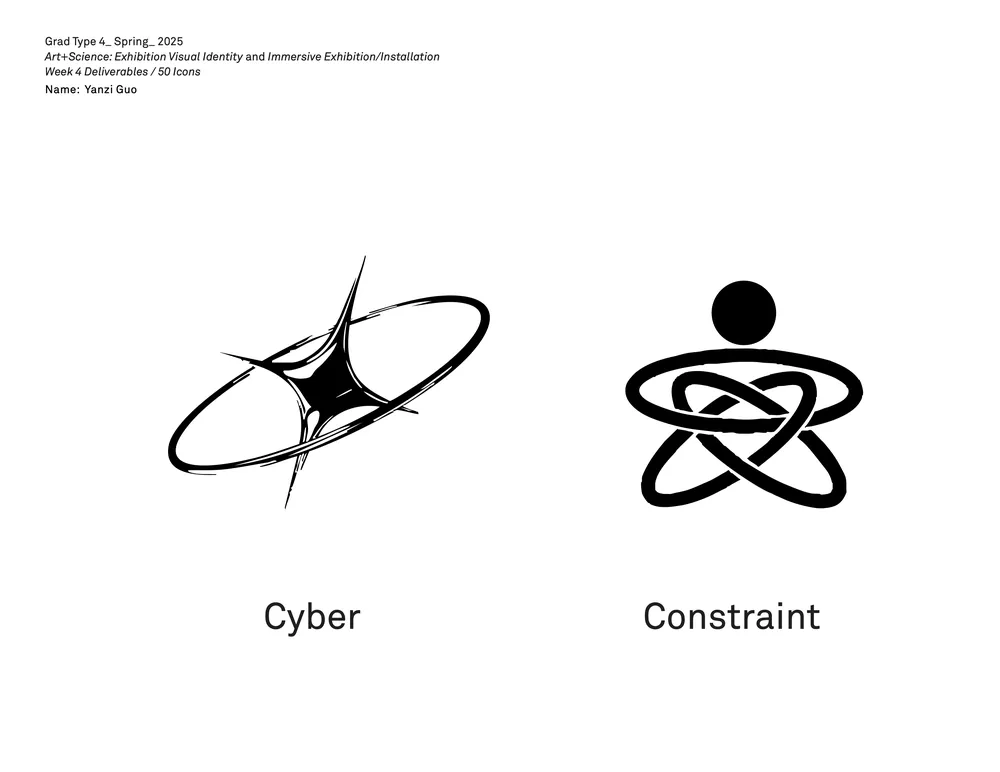 Grad Type 4_ Spring_ 2025
Art+Science: Exhibition Visual Identity and Immersive Exhibition/Installation
Week 4 Deliverables / 50 Icons
Name: Yanzi Guo
Cyber
Constraint